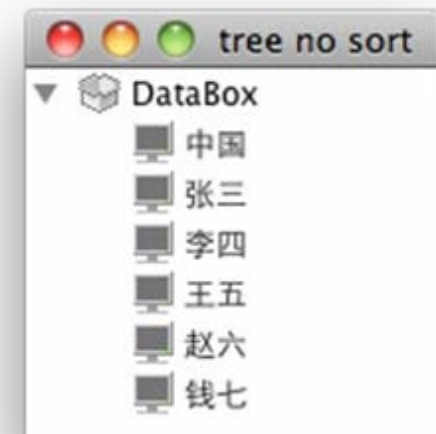 tree no sort
DataBox
中国
张三
李四
王五
赵六
钱七